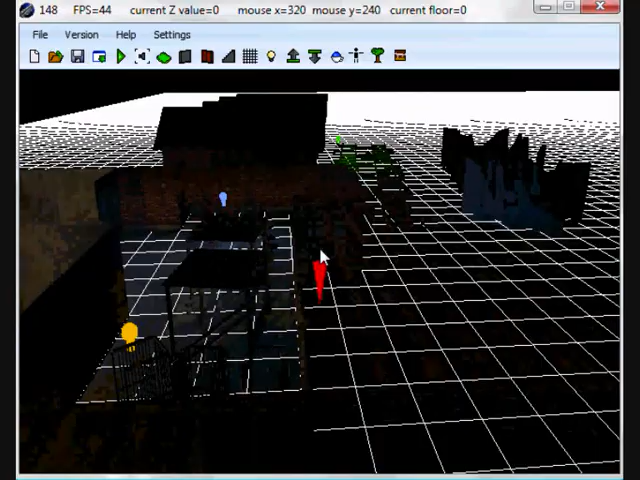 148 FPS=44 current Z value=0 mouse x=320 mouse y=240 current floor=0
File Version Help Settings